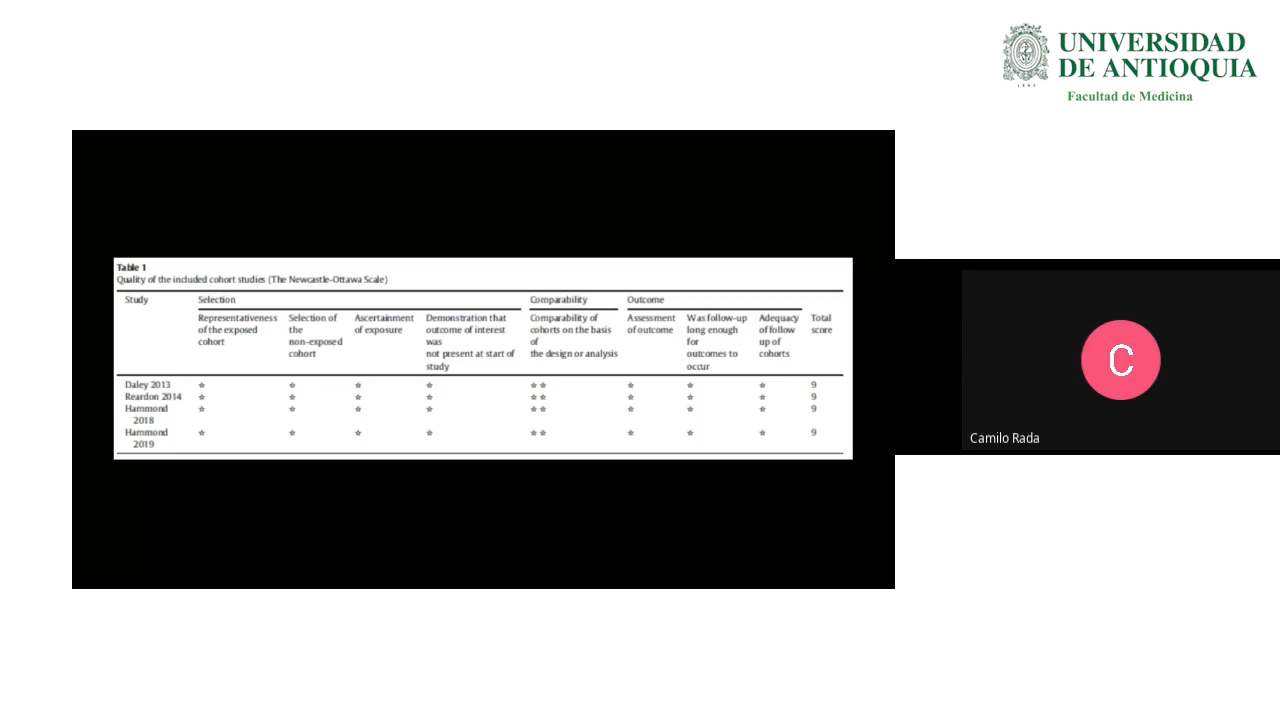 UNIVERSIDAD
DE ANTIOQUIA
1803
Facultad de Medicina
Table 1
Quality of the included cohort studies (The Newcastle-Ottawa Scale)
Study Selection Comparability Outcome Total score
Representativeness of the exposed cohort
Selection of the non-exposed cohort
Ascertainment of exposure
Demonstration that outcome of interest was not present at start of study
Comparability of cohorts on the basis of the design or analysis
Assessment of outcome
Was follow-up long enough for outcomes to occur
Adequacy of follow up of cohorts
Daley 2013 ☆ ☆ ☆ ☆ ☆☆ ☆ ☆ ☆ 9
Reardon 2014 ☆ ☆ ☆ ☆ ☆☆ ☆ ☆ ☆ 9
Hammond 2018 ☆ ☆ ☆ ☆ ☆☆ ☆ ☆ ☆ 9
Hammond 2019 ☆ ☆ ☆ ☆ ☆☆ ☆ ☆ ☆ 9
C
Camilo Rada